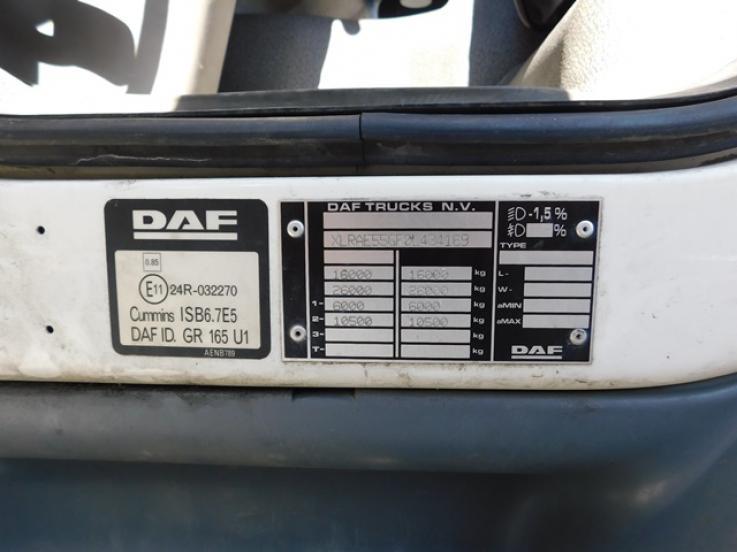 DAF
0.85
E11 24R-032270
Cummins ISB6.7E5
DAF ID. GR 165 U1
AENB789
DAF TRUCKS N.V.
XLRAE55GF0L434169
16000 16000 kg
26000 26000 kg
1- 6000 6000 kg
2- 10500 10500 kg
3- kg
T- kg
D -1,5 %
D %
TYPE
L-
W-
aMIN
aMAX
DAF